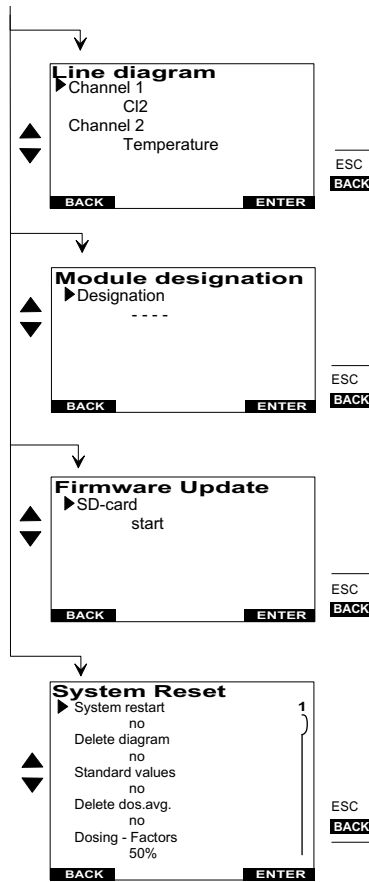 Line diagram
Channel 1
Cl2
Channel 2
Temperature
ESC
BACK
BACK ENTER
Module designation
Designation
- - - -
ESC
BACK
BACK ENTER
Firmware Update
SD-card
start
ESC
BACK
BACK ENTER
System Reset
System restart 1
no
Delete diagram
no
Standard values
no
Delete dos.avg.
no
Dosing - Factors
50%
ESC
BACK
BACK ENTER